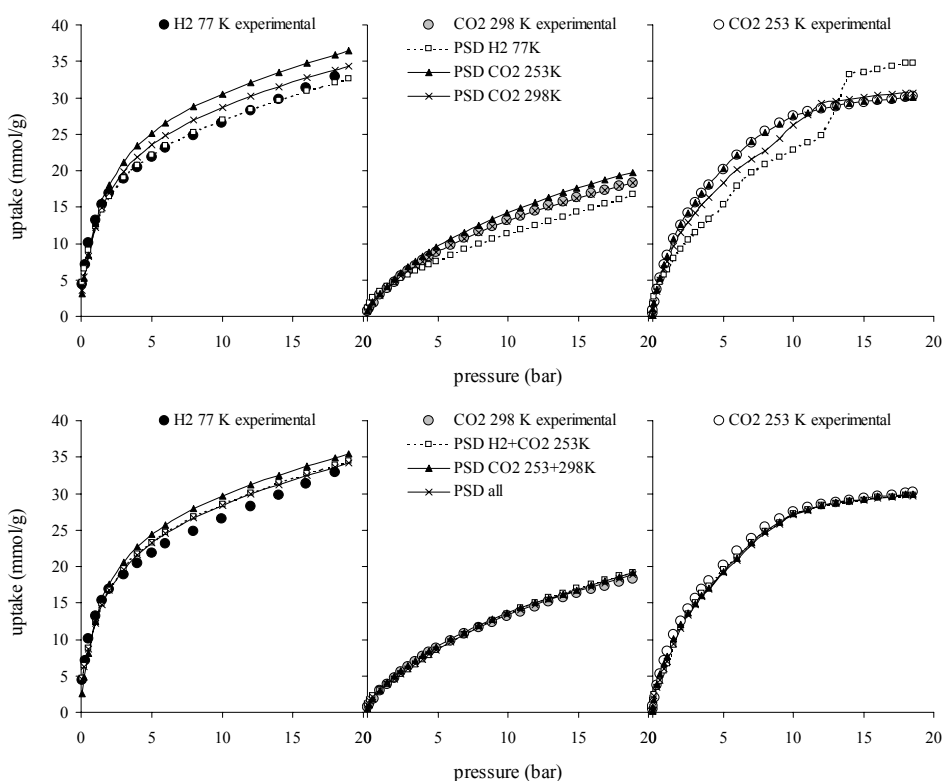 H2 77 K experimental
CO2 298 K experimental
CO2 253 K experimental
PSD H2 77K
PSD CO2 253K
PSD CO2 298K
uptake (mmol/g)
40
35
30
25
20
15
10
5
0
0 5 10 15 20 0 5 10 15 20 0 5 10 15 20
pressure (bar)
H2 77 K experimental
CO2 298 K experimental
CO2 253 K experimental
PSD H2+CO2 253K
PSD CO2 253+298K
PSD all
uptake (mmol/g)
40
35
30
25
20
15
10
5
0
0 5 10 15 20 0 5 10 15 20 0 5 10 15 20
pressure (bar)